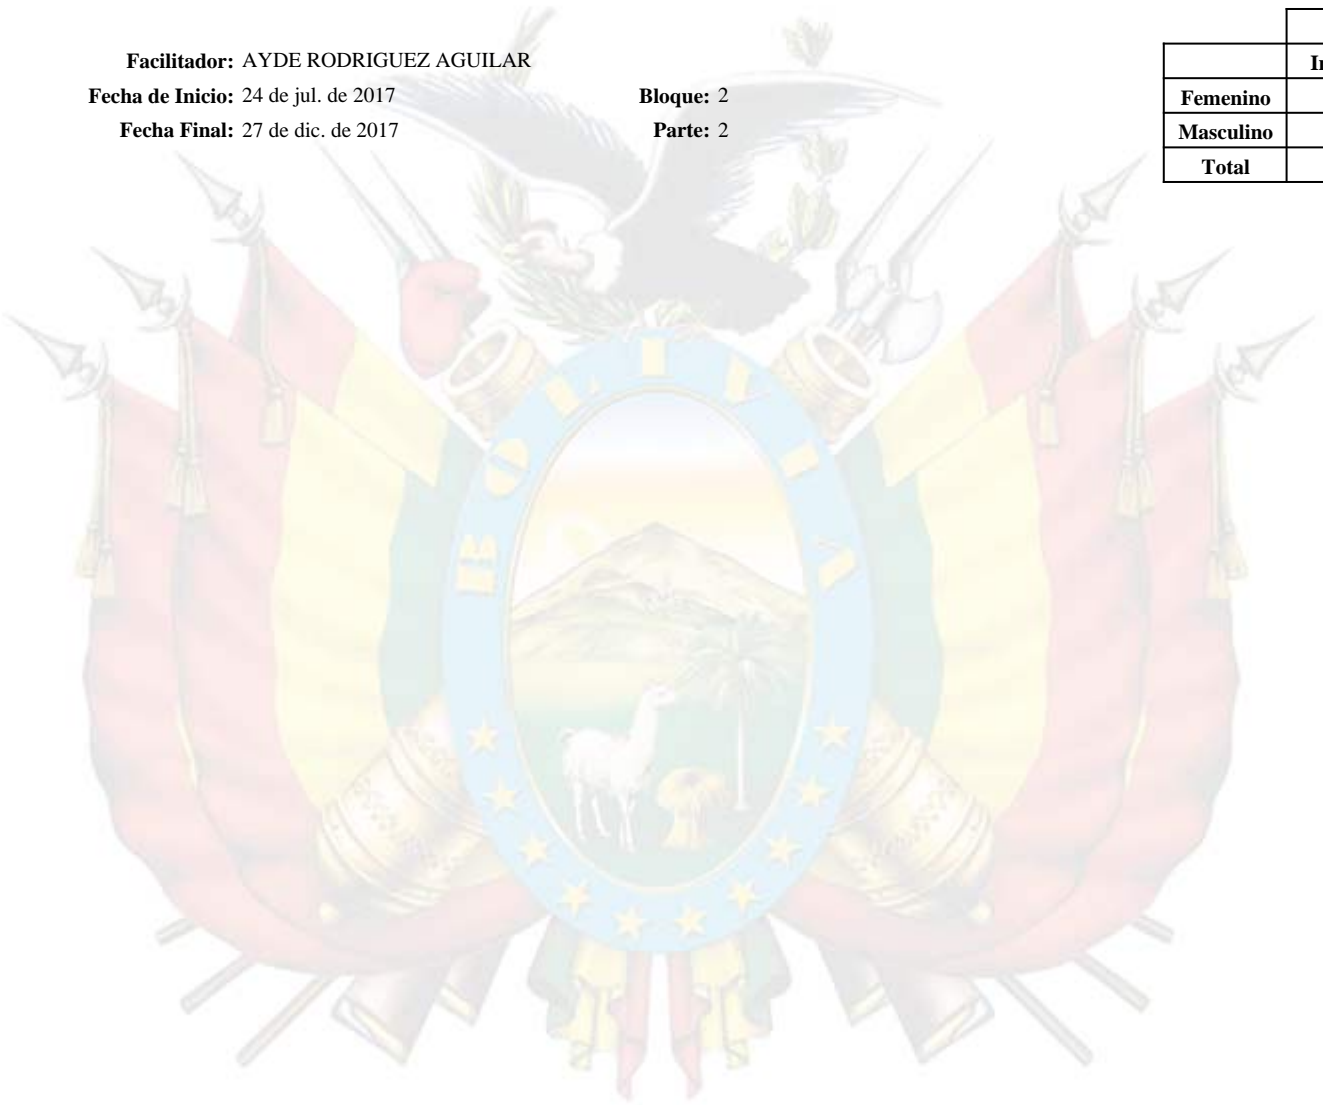 Facilitador: AYDE RODRIGUEZ AGUILAR
Fecha de Inicio: 24 de jul. de 2017 Bloque: 2
Fecha Final: 27 de dic. de 2017 Parte: 2
Femenino
Masculino
Total
BOLIVIA